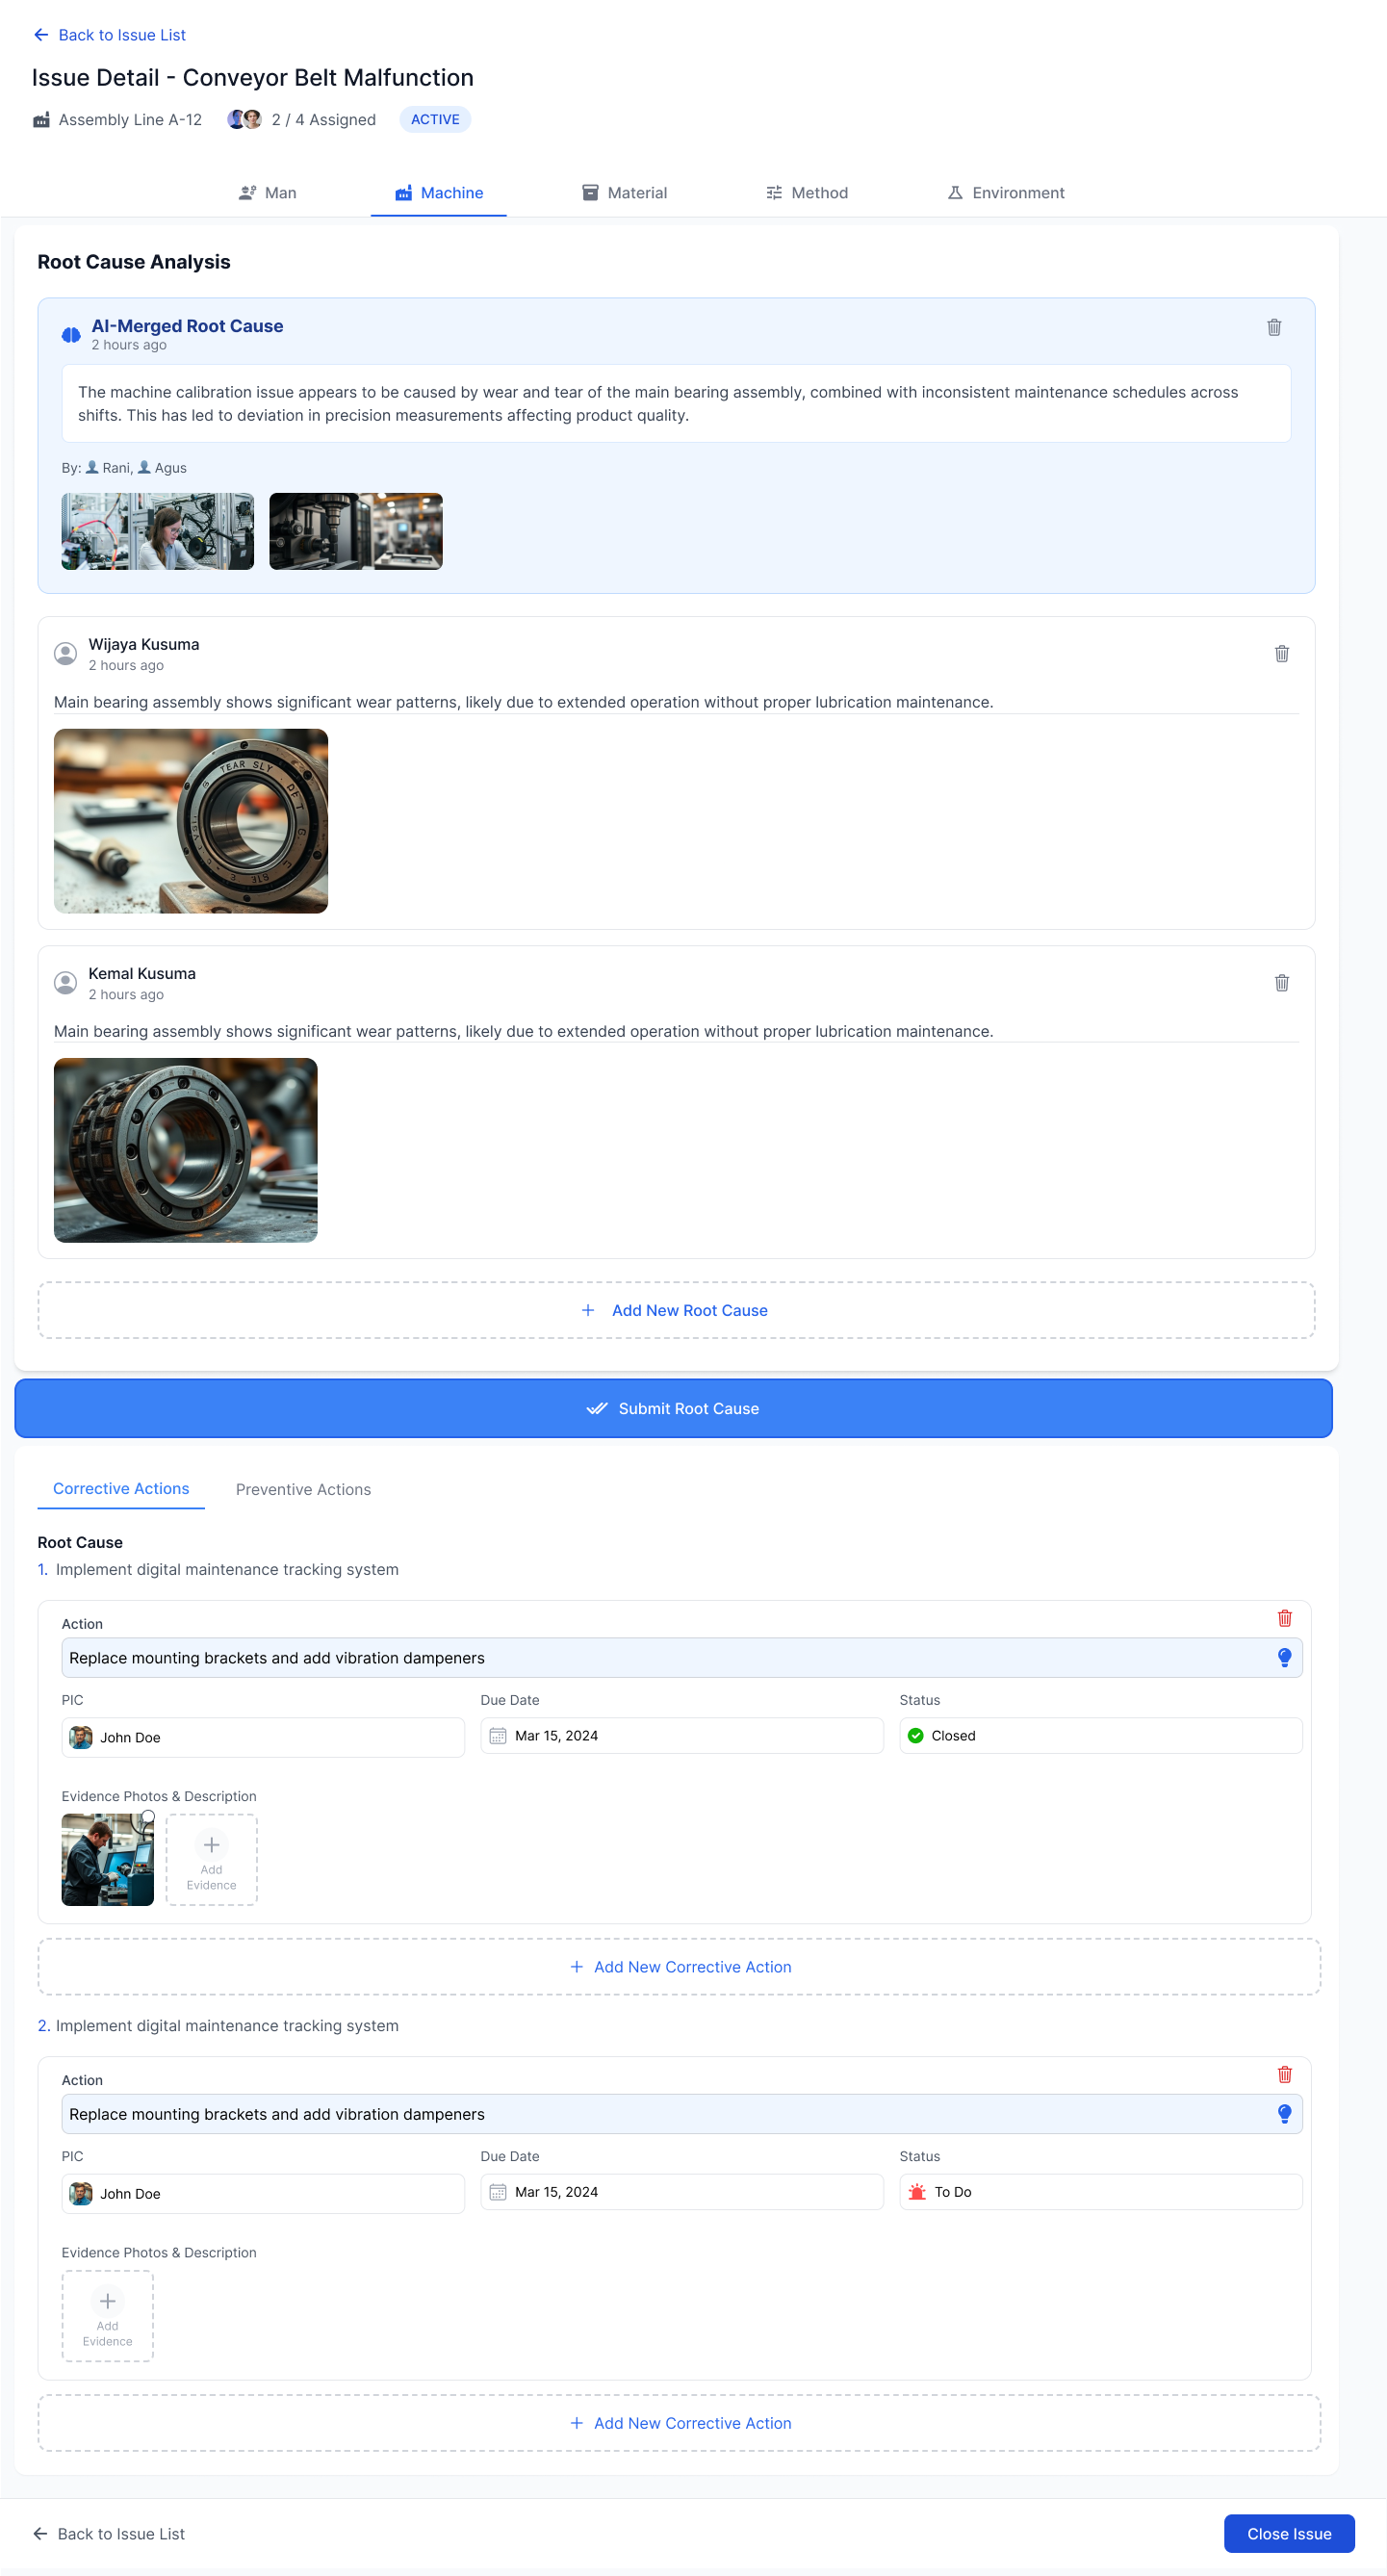 Back to Issue List
Issue Detail - Conveyor Belt Malfunction
Assembly Line A-12 2 / 4 Assigned ACTIVE
Man Machine Material Method Environment
Root Cause Analysis
AI-Merged Root Cause
2 hours ago
The machine calibration issue appears to be caused by wear and tear of the main bearing assembly, combined with inconsistent maintenance schedules across
shifts. This has led to deviation in precision measurements affecting product quality.
By: Rani, Agus
Wijaya Kusuma
2 hours ago
Main bearing assembly shows significant wear patterns, likely due to extended operation without proper lubrication maintenance.
TEAR SLY
Kemal Kusuma
2 hours ago
Main bearing assembly shows significant wear patterns, likely due to extended operation without proper lubrication maintenance.
Add New Root Cause
Submit Root Cause
Corrective Actions Preventive Actions
Root Cause
1. Implement digital maintenance tracking system
Action
Replace mounting brackets and add vibration dampeners
PIC Due Date Status
John Doe Mar 15, 2024 Closed
Evidence Photos & Description
Add
Evidence
Add New Corrective Action
2. Implement digital maintenance tracking system
Action
Replace mounting brackets and add vibration dampeners
PIC Due Date Status
John Doe Mar 15, 2024 To Do
Evidence Photos & Description
Add
Evidence
Add New Corrective Action
Back to Issue List Close Issue